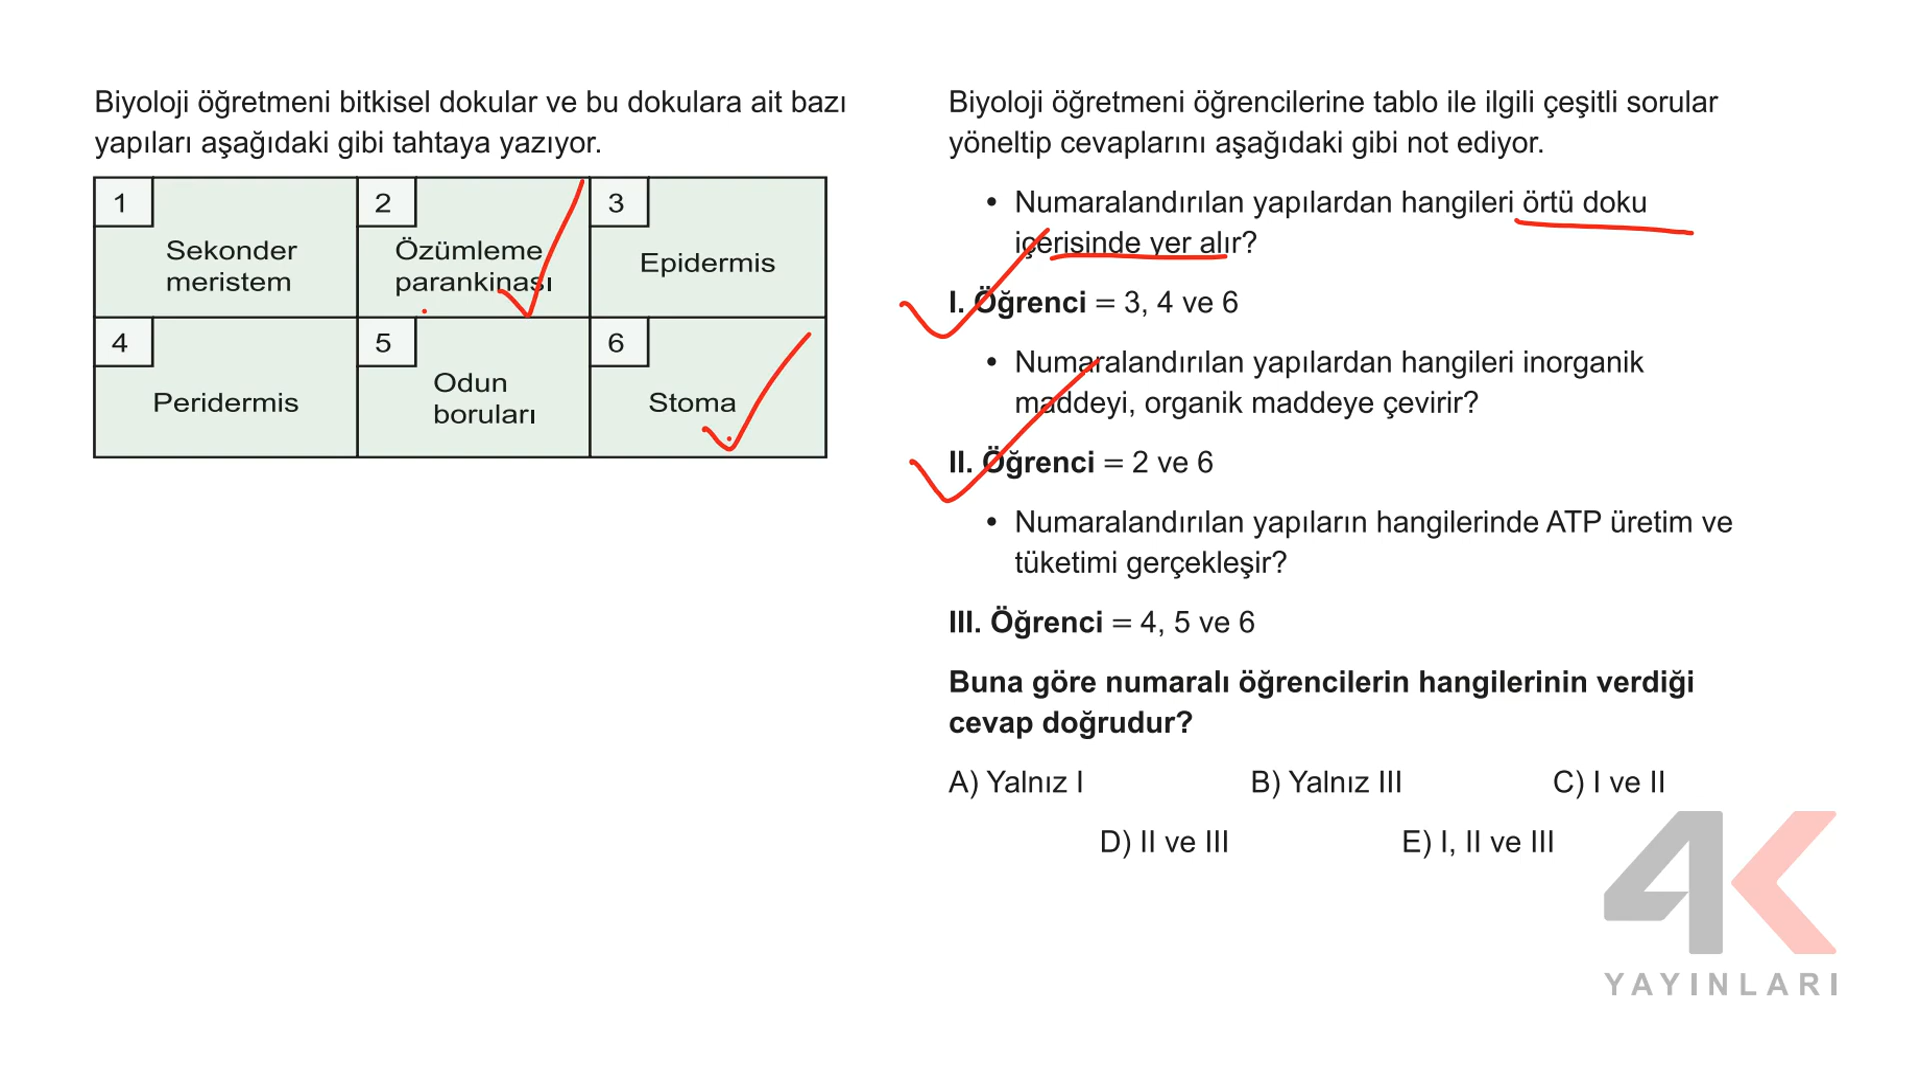 Biyoloji öğretmeni bitkisel dokular ve bu dokulara ait bazı
yapıları aşağıdaki gibi tahtaya yazıyor.
1
Sekonder
meristem
2
Özümleme
parankinası
3
Epidermis
4
Peridermis
5
Odun
boruları
6
Stoma
Biyoloji öğretmeni öğrencilerine tablo ile ilgili çeşitli sorular
yöneltip cevaplarını aşağıdaki gibi not ediyor.
• Numaralandırılan yapılardan hangileri örtü doku
içerisinde yer alır?
I. Öğrenci = 3, 4 ve 6
• Numaralandırılan yapılardan hangileri inorganik
maddeyi, organik maddeye çevirir?
II. Öğrenci = 2 ve 6
• Numaralandırılan yapıların hangilerinde ATP üretim ve
tüketimi gerçekleşir?
III. Öğrenci = 4, 5 ve 6
Buna göre numaralı öğrencilerin hangilerinin verdiği
cevap doğrudur?
A) Yalnız I B) Yalnız III C) I ve II
D) II ve III E) I, II ve III
4K
YAYINLARI